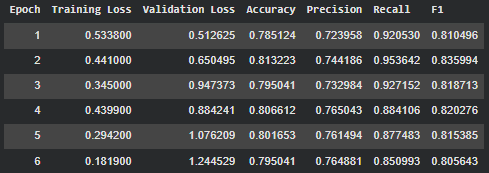 Epoch Training Loss Validation Loss Accuracy Precision Recall F1
1 0.533800 0.512625 0.785124 0.723958 0.920530 0.810496
2 0.441000 0.650495 0.813223 0.744186 0.953642 0.835994
3 0.345000 0.947373 0.795041 0.732984 0.927152 0.818713
4 0.439900 0.884241 0.806612 0.765043 0.884106 0.820276
5 0.294200 1.076209 0.801653 0.761494 0.877483 0.815385
6 0.181900 1.244529 0.795041 0.764881 0.850993 0.805643